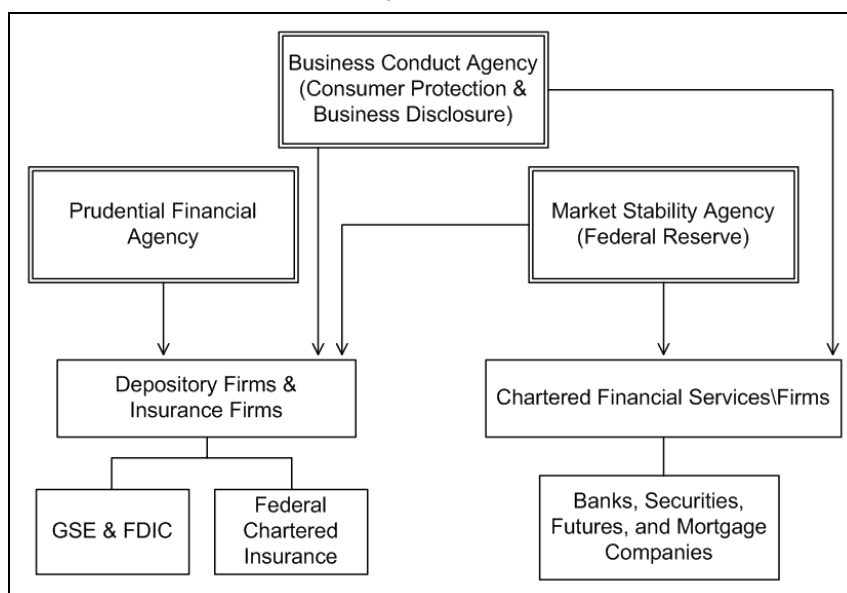 Business Conduct Agency
(Consumer Protection &
Business Disclosure)
Prudential Financial
Agency
Market Stability Agency
(Federal Reserve)
Depository Firms &
Insurance Firms
Chartered Financial Services\Firms
GSE & FDIC
Federal
Chartered
Insurance
Banks, Securities,
Futures, and Mortgage
Companies